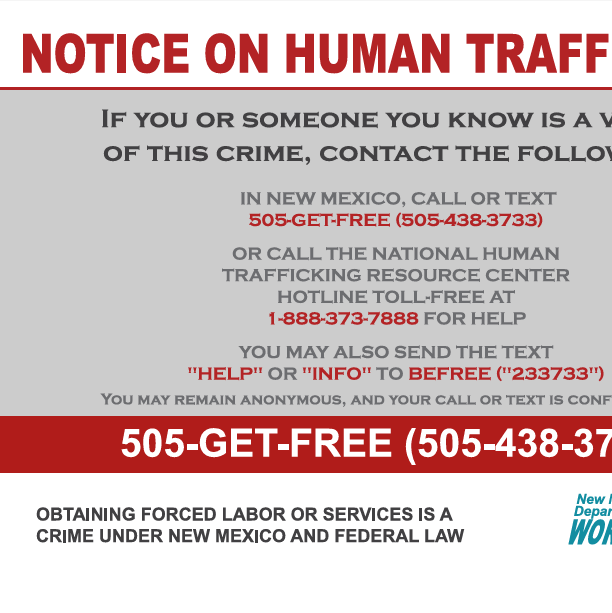 NOTICE ON HUMAN TRAFF
IF YOU OR SOMEONE YOU KNOW IS A V
OF THIS CRIME, CONTACT THE FOLLOW
IN NEW MEXICO, CALL OR TEXT
505-GET-FREE (505-438-3733)
OR CALL THE NATIONAL HUMAN
TRAFFICKING RESOURCE CENTER
HOTLINE TOLL-FREE AT
1-888-373-7888 FOR HELP
YOU MAY ALSO SEND THE TEXT
"HELP" OR "INFO" TO BEFREE ("233733")
YOU MAY REMAIN ANONYMOUS, AND YOUR CALL OR TEXT IS CONF
505-GET-FREE (505-438-37
OBTAINING FORCED LABOR OR SERVICES IS A
CRIME UNDER NEW MEXICO AND FEDERAL LAW
New
Depar
WOR